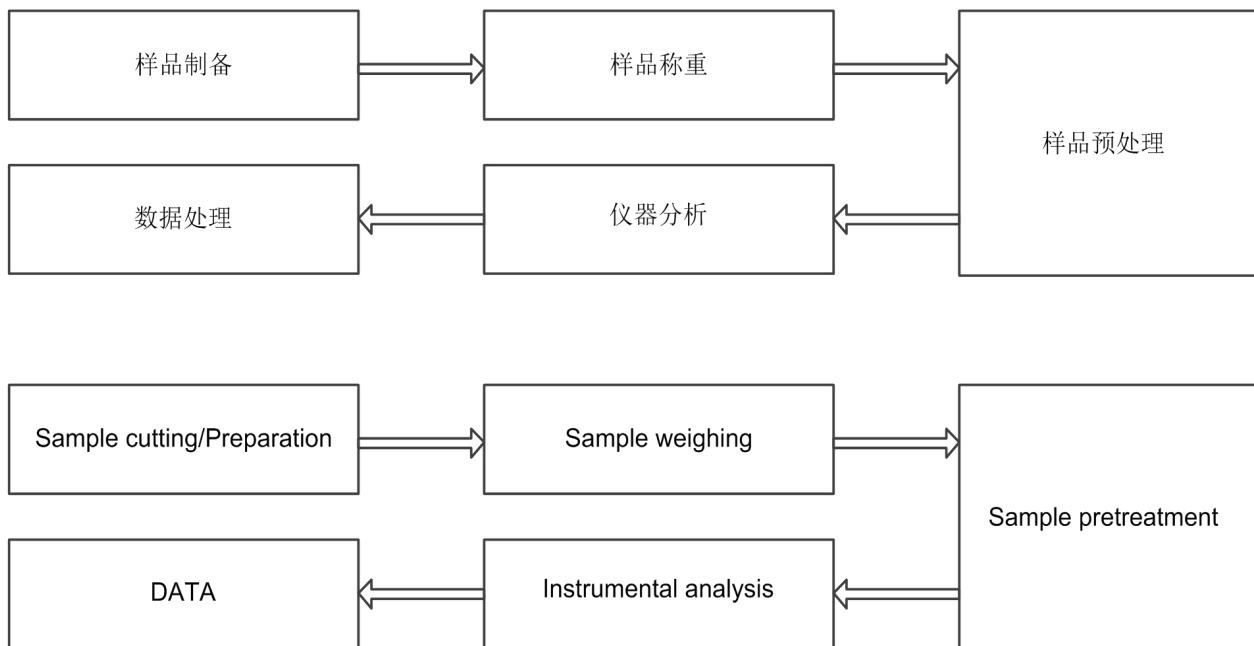 样品制备
样品称重
样品预处理
仪器分析
数据处理
Sample cutting/Preparation
Sample weighing
Sample pretreatment
Instrumental analysis
DATA